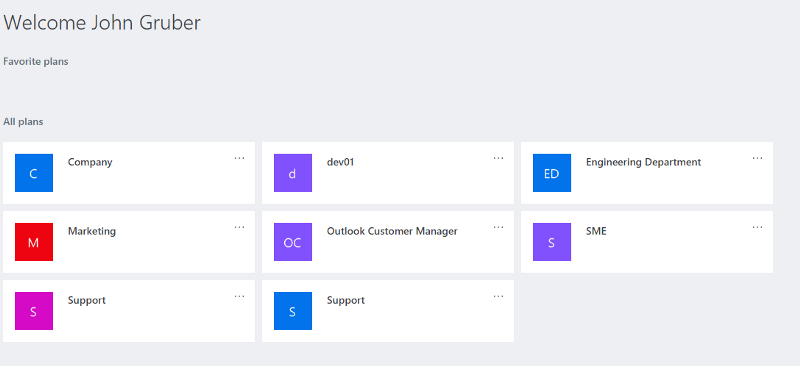 Welcome John Gruber
Favorite plans
All plans
C Company ...
d dev01 ...
ED Engineering Department ...
M Marketing ...
OC Outlook Customer Manager ...
S SME ...
S Support ...
S Support ...